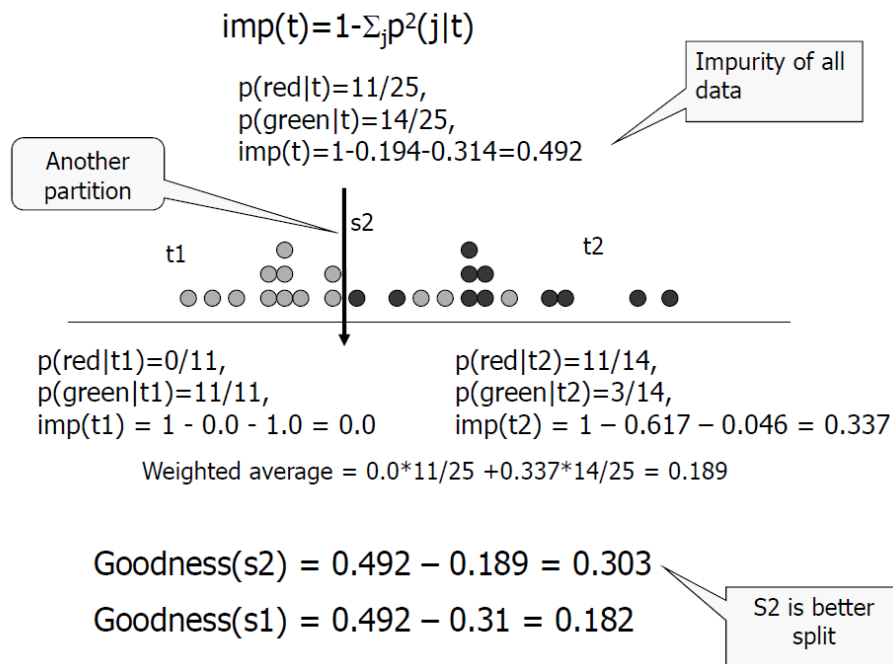 imp(t)=1-Σⱼp²(j|t)
p(red|t)=11/25,
p(green|t)=14/25,
imp(t)=1-0.194-0.314=0.492
Impurity of all
data
Another
partition
s2
t1
t2
p(red|t1)=0/11,
p(green|t1)=11/11,
imp(t1) = 1 - 0.0 - 1.0 = 0.0
p(red|t2)=11/14,
p(green|t2)=3/14,
imp(t2) = 1 – 0.617 – 0.046 = 0.337
Weighted average = 0.0*11/25 +0.337*14/25 = 0.189
Goodness(s2) = 0.492 – 0.189 = 0.303
Goodness(s1) = 0.492 – 0.31 = 0.182
S2 is better
split